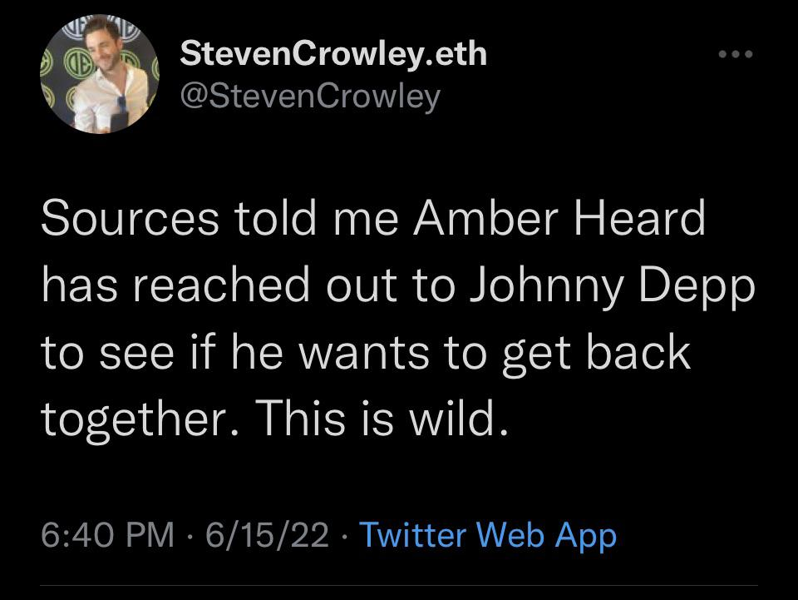 StevenCrowley.eth
@StevenCrowley
Sources told me Amber Heard
has reached out to Johnny Depp
to see if he wants to get back
together. This is wild.
6:40 PM · 6/15/22 · Twitter Web App